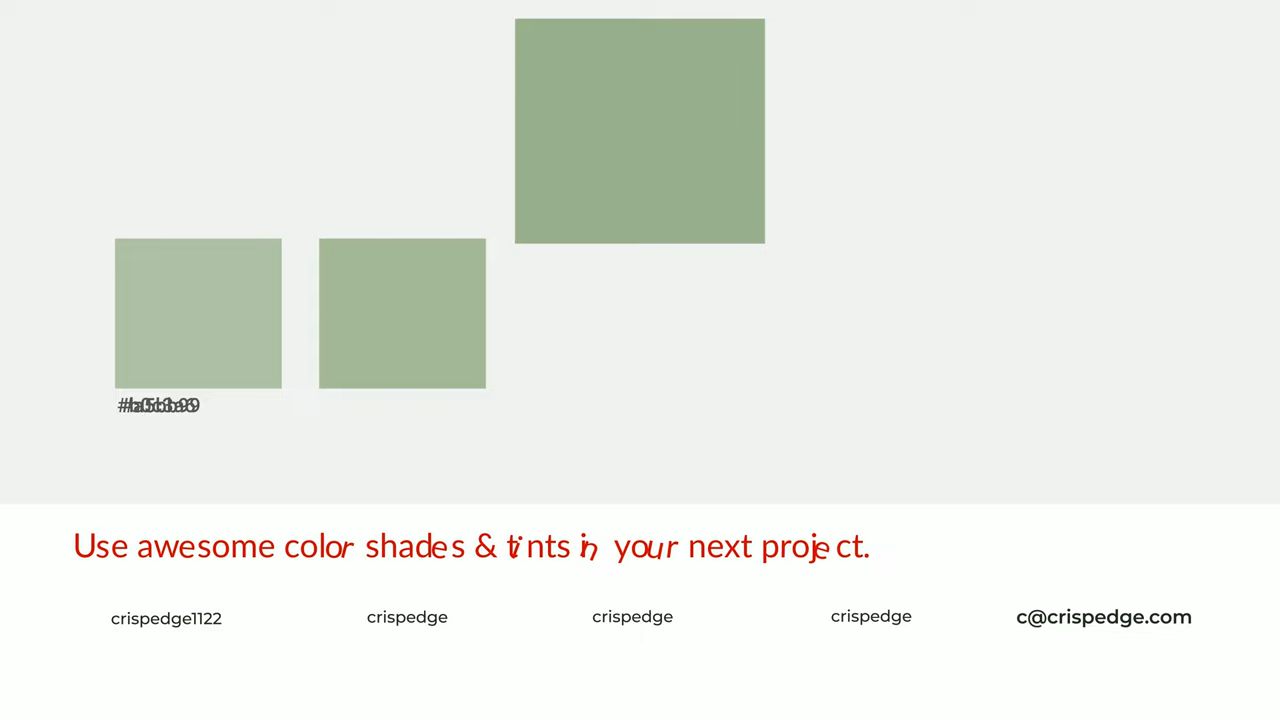 Use awesome color shades & tints in your next project.
crispedge1122 crispedge crispedge crispedge c@crispedge.com